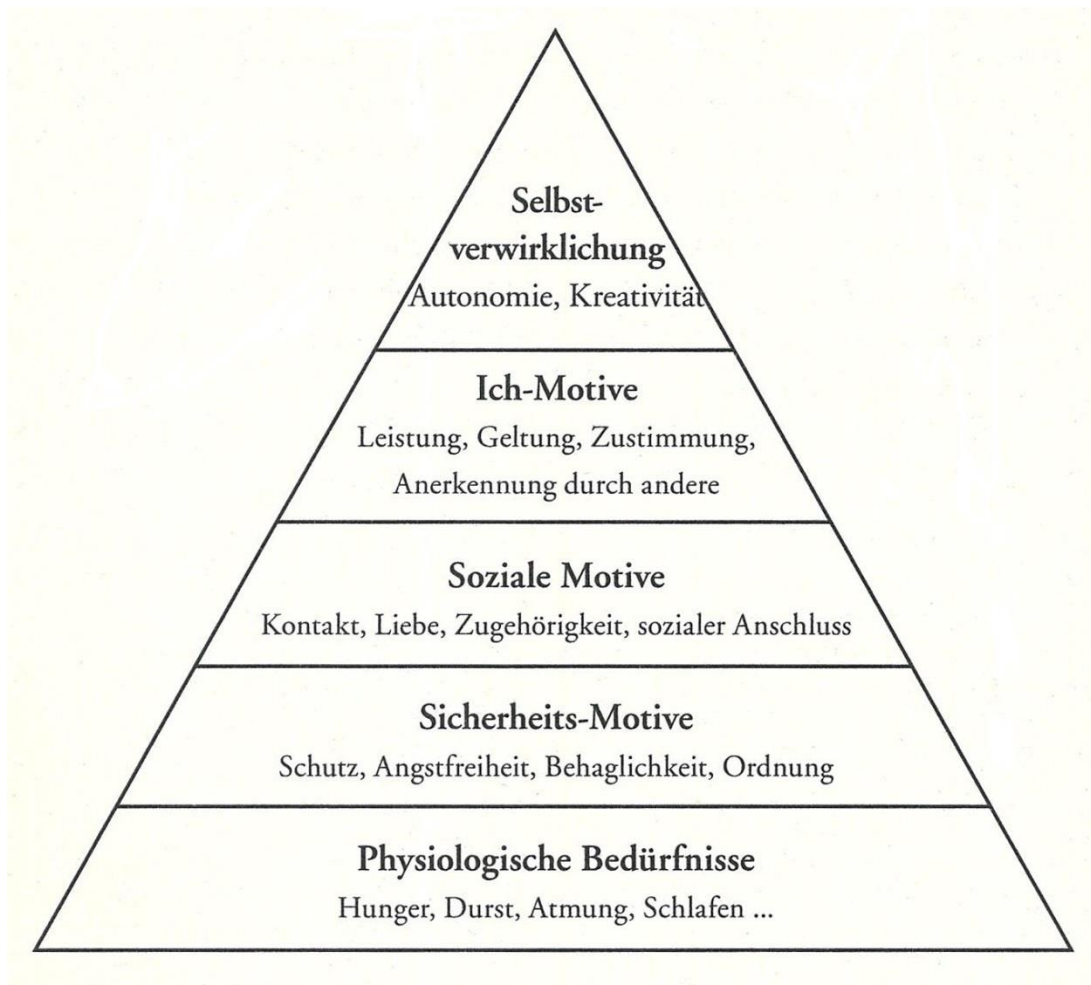 Selbst-
verwirklichung
Autonomie, Kreativität
Ich-Motive
Leistung, Geltung, Zustimmung,
Anerkennung durch andere
Soziale Motive
Kontakt, Liebe, Zugehörigkeit, sozialer Anschluss
Sicherheits-Motive
Schutz, Angstfreiheit, Behaglichkeit, Ordnung
Physiologische Bedürfnisse
Hunger, Durst, Atmung, Schlafen ...